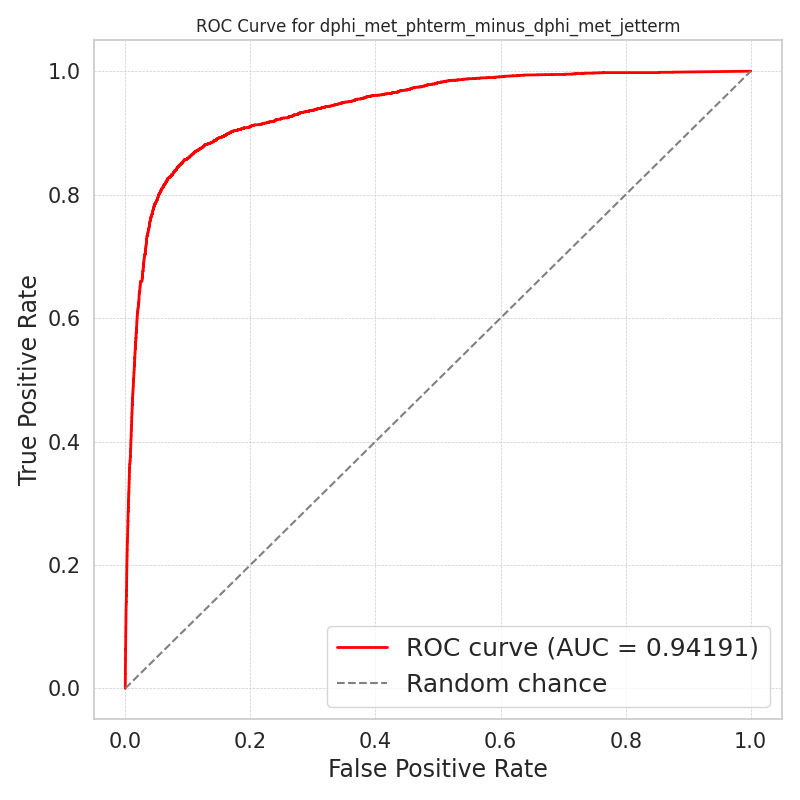 ROC Curve for dphi_met_phterm_minus_dphi_met_jetterm
1.0
0.8
0.6
0.4
0.2
0.0
True Positive Rate
ROC curve (AUC = 0.94191)
Random chance
0.0 0.2 0.4 0.6 0.8 1.0
False Positive Rate